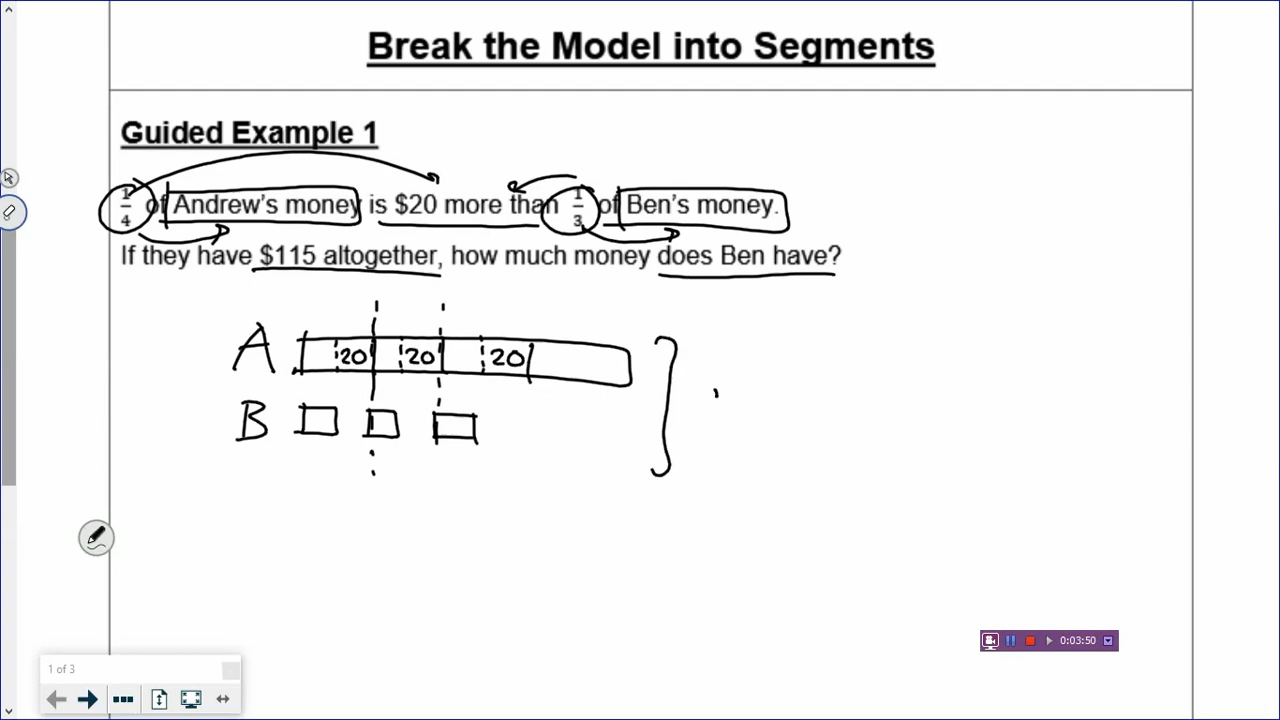 Break the Model into Segments
Guided Example 1
1/4 of Andrew's money is $20 more than 1/3 of Ben's money.
If they have $115 altogether, how much money does Ben have?
A 20 20 20
B
0:03:50
1 of 3